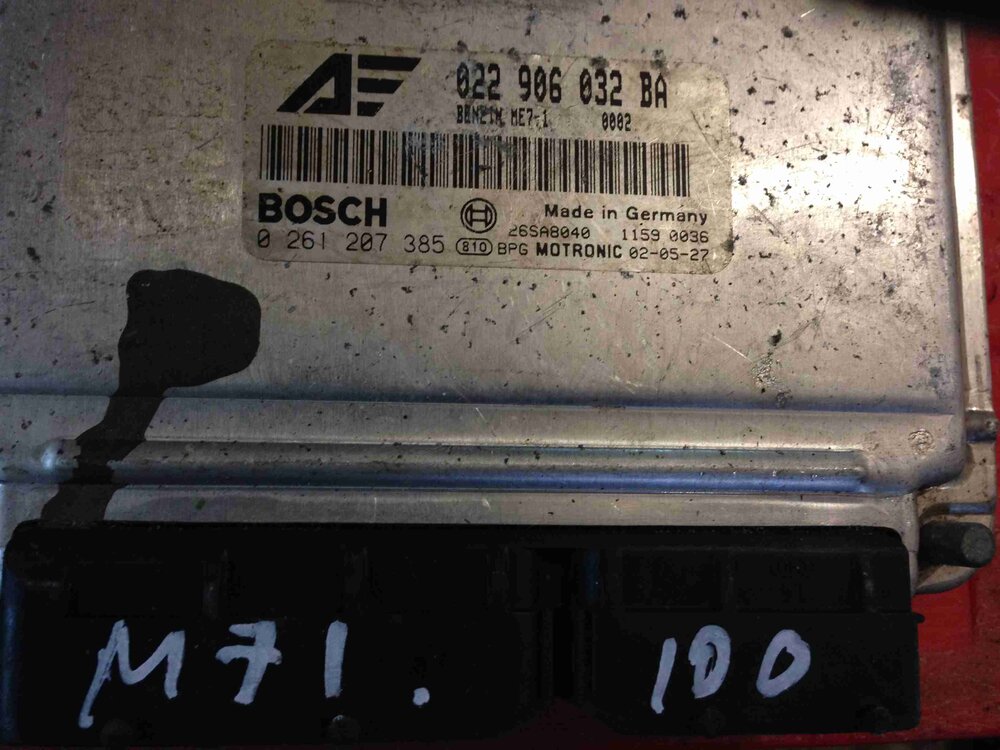 AE 022 906 032 BA
BENZIN ME7.1 0002
BOSCH Made in Germany
26SA8040 1159 0036
0 261 207 385 810 BPG MOTRONIC 02-05-27
M71. 100